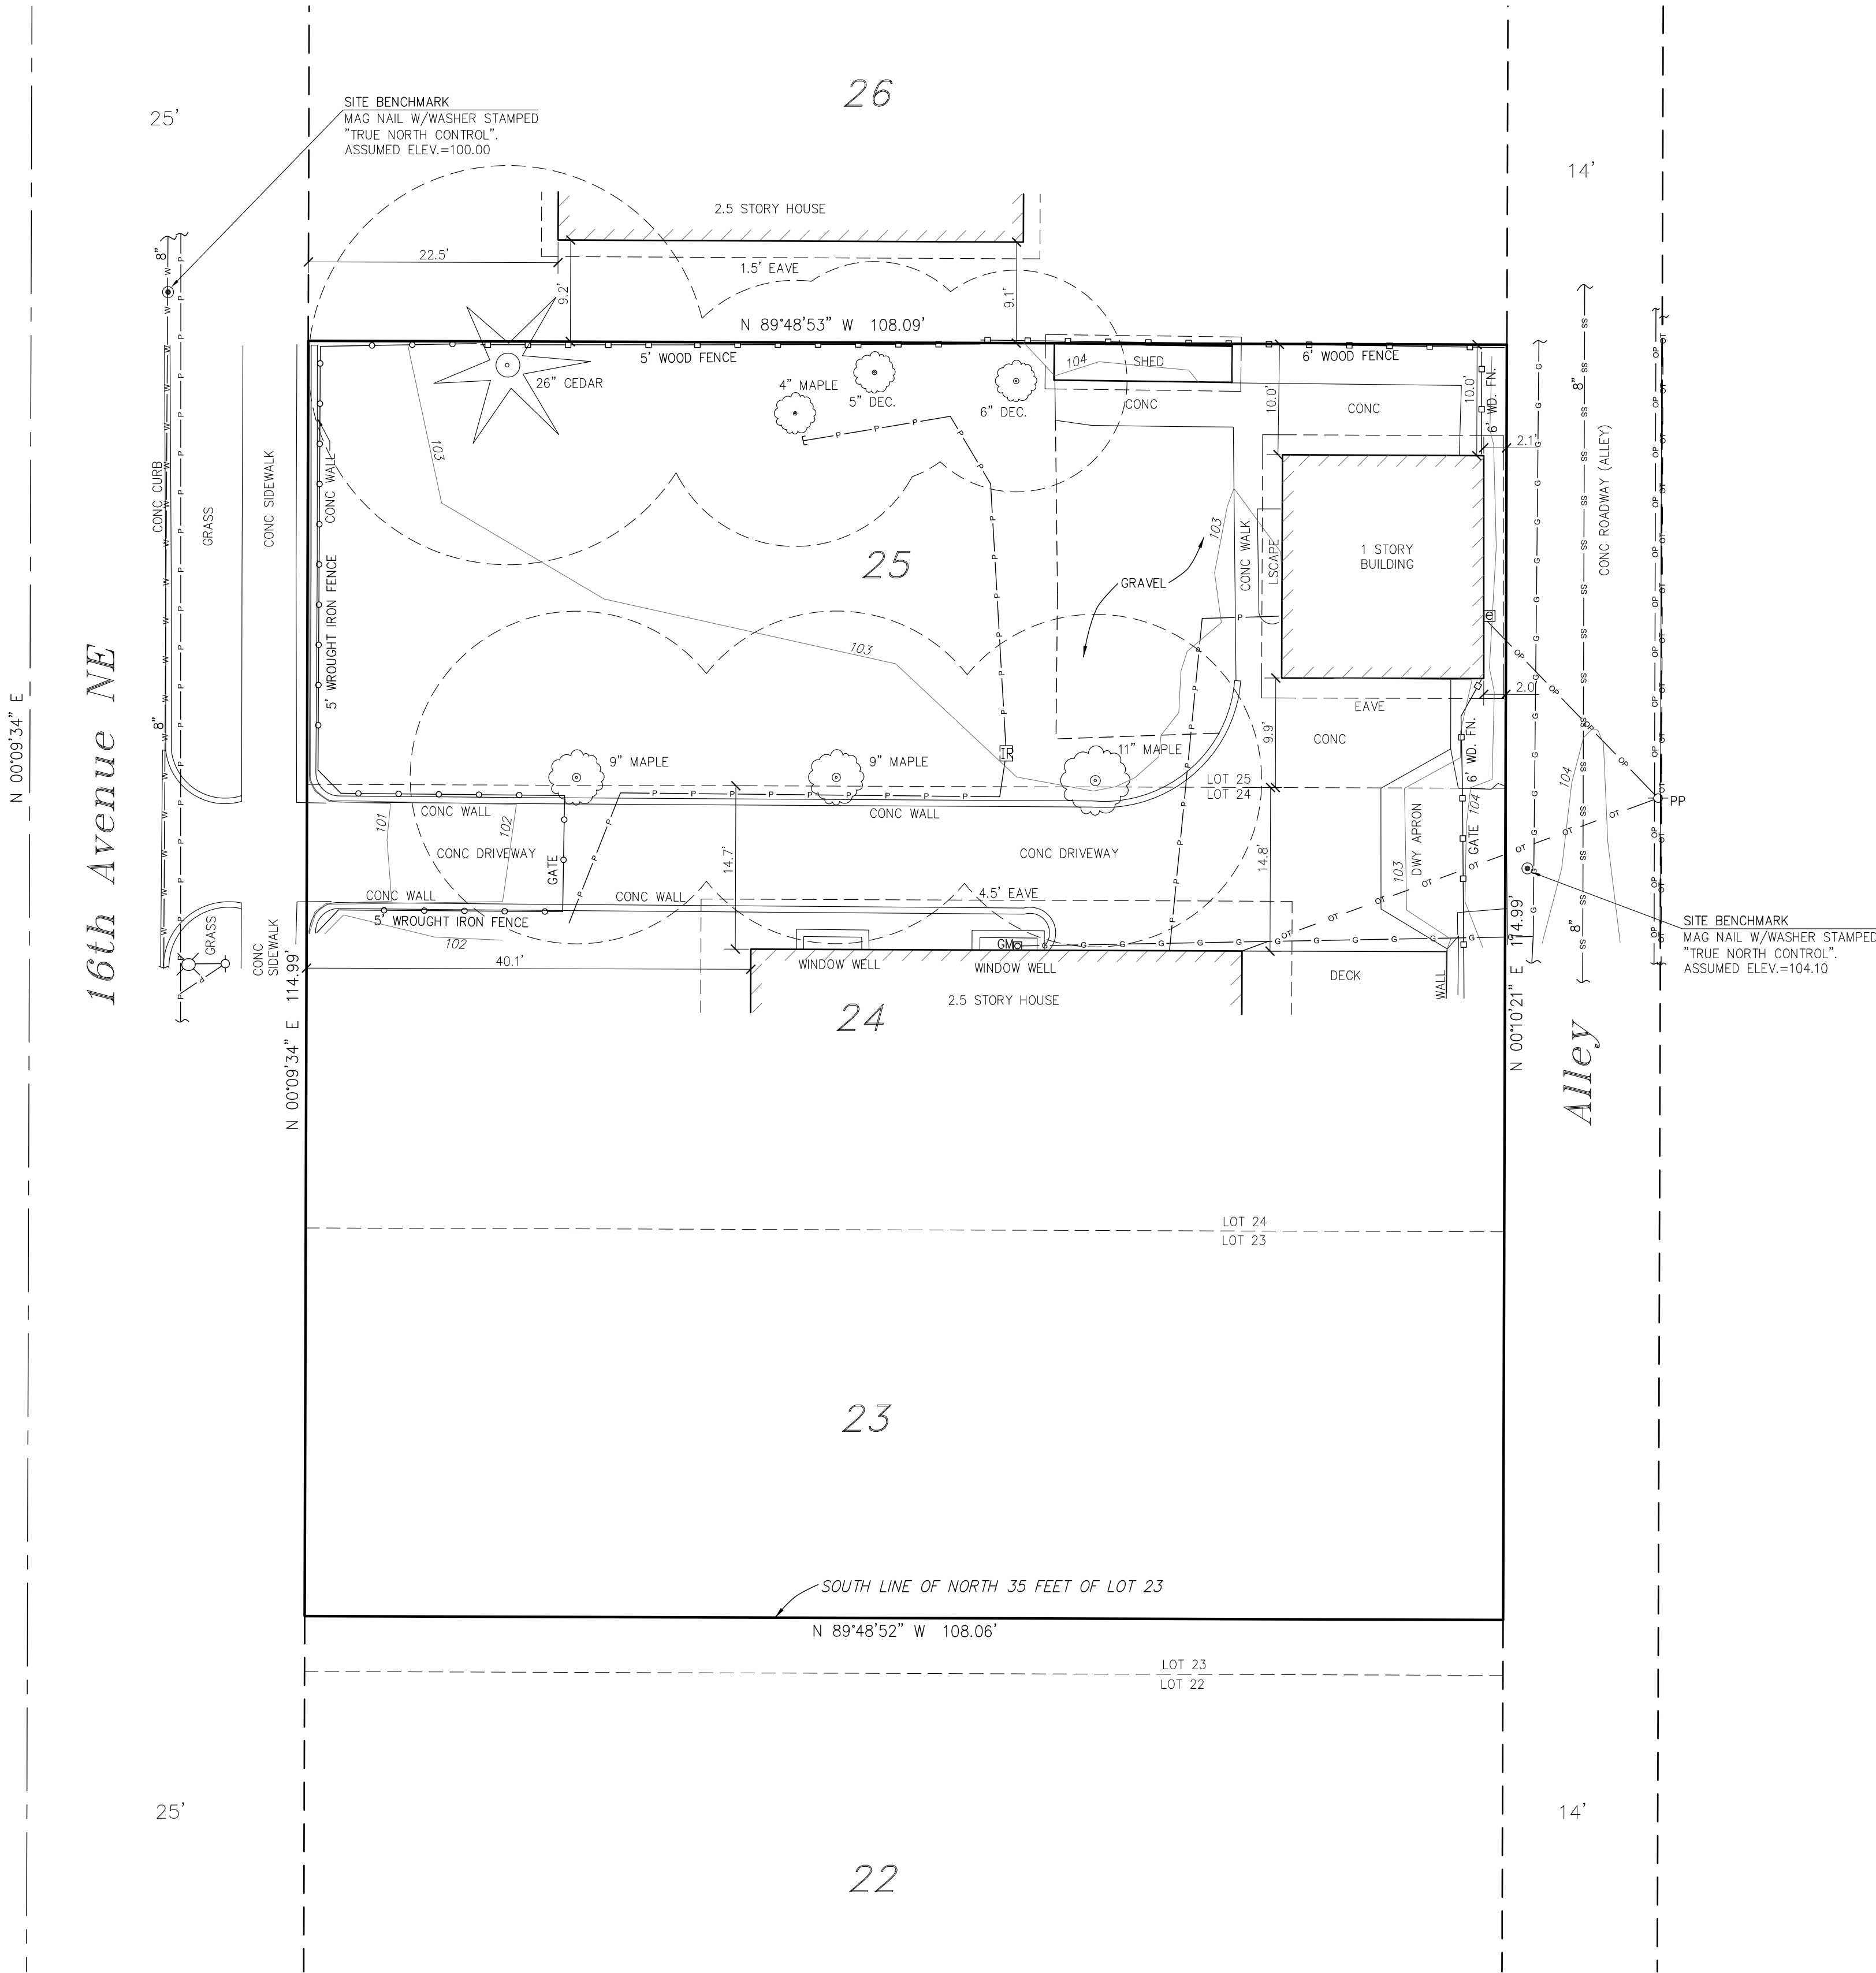 26
25'
SITE BENCHMARK
MAG NAIL W/WASHER STAMPED
"TRUE NORTH CONTROL".
ASSUMED ELEV.=100.00
14'
2.5 STORY HOUSE
22.5'
1.5' EAVE
9.2'
9.1'
N 89°48'53" W 108.09'
8"
5' WOOD FENCE
104
SHED
6' WOOD FENCE
26" CEDAR
4" MAPLE
5" DEC.
6" DEC.
CONC
CONC
10.0'
10.0'
6' WD. FN.
8"
2.1'
103
CONC WALL
CONC CURB
GRASS
CONC SIDEWALK
5' WROUGHT IRON FENCE
25
GRAVEL
103
CONC WALK
LSCAPE
1 STORY
BUILDING
CONC ROADWAY (ALLEY)
103
N 00°09'34" E
16th Avenue NE
8"
2.0'
EAVE
9.9'
CONC
6' WD. FN.
9" MAPLE
9" MAPLE
IR
11" MAPLE
LOT 25
LOT 24
CONC WALL
CONC WALL
101
102
CONC DRIVEWAY
GATE
CONC DRIVEWAY
14.7'
14.8'
DWY APRON
103
GATE
104
104
PP
CONC WALL
CONC WALL
4.5' EAVE
5' WROUGHT IRON FENCE
102
GRASS
CONC
SIDEWALK
40.1'
WINDOW WELL
GM
WINDOW WELL
2.5 STORY HOUSE
DECK
WALL
8"
SITE BENCHMARK
MAG NAIL W/WASHER STAMPED
"TRUE NORTH CONTROL".
ASSUMED ELEV.=104.10
24
N 00°09'34" E 114.99'
N 00°10'21" E 114.99'
Alley
LOT 24
LOT 23
23
SOUTH LINE OF NORTH 35 FEET OF LOT 23
N 89°48'52" W 108.06'
LOT 23
LOT 22
25'
14'
22